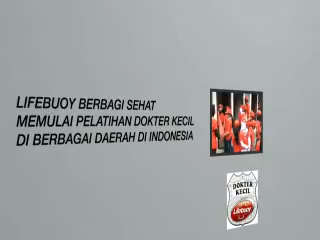 LIFEBUOY BERBAGI SEHAT
MEMULAI PELATIHAN DOKTER KECIL
DI BERBAGAI DAERAH DI INDONESIA
DOKTER
KECIL
Lifebuoy